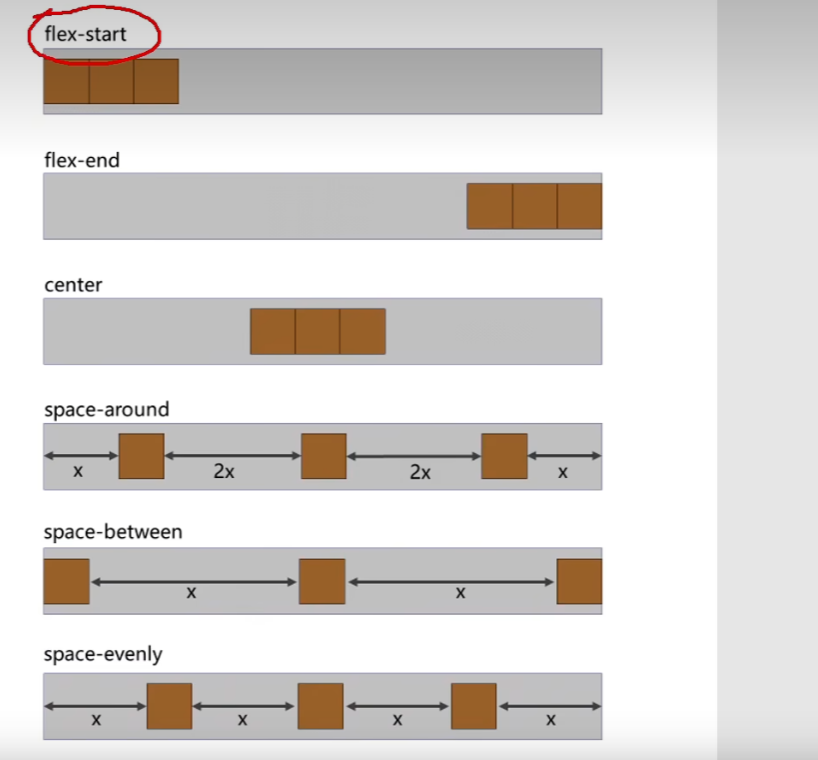 flex-start
flex-end
center
space-around
x 2x 2x x
space-between
x x
space-evenly
x x x x